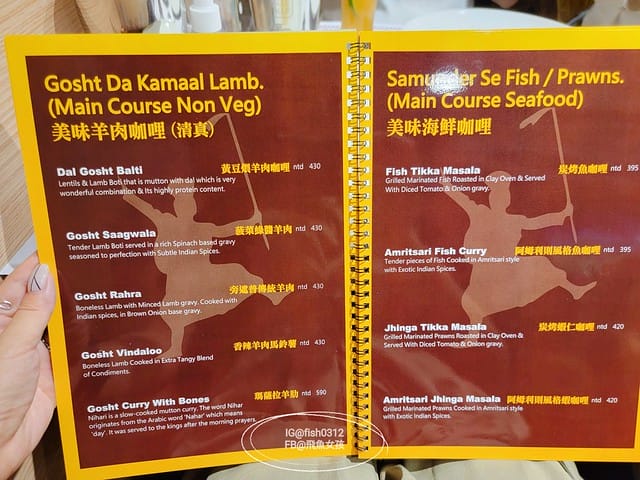 Gosht Da Kamaal Lamb.
(Main Course Non Veg)
美味羊肉咖哩 (清真)
Dal Gosht Balti 黃豆燜羊肉咖哩 ntd 430
Lentils & Lamb Boti that is mutton with dal which is very
wonderful combination & Its highly protein content.
Gosht Saagwala 菠菜綠醬羊肉 ntd 430
Tender Lamb Boti served in a rich Spinach based gravy
seasoned to perfection with Subtle Indian Spices.
Gosht Rahra 旁遮普傳統羊肉 ntd 430
Boneless Lamb with Minced Lamb gravy. Cooked with
Indian spices, in Brown Onion base gravy.
Gosht Vindaloo 香辣羊肉馬鈴薯 ntd 430
Boneless Lamb Cooked in Extra Tangy Blend
of Condiments.
Gosht Curry With Bones 瑪薩拉羊肋 ntd 590
Nihari is a slow-cooked mutton curry. The word Nihar
originates from the Arabic word "Nahar" which means
'day'. It was served to the kings after the morning prayers
Samunder Se Fish / Prawns.
(Main Course Seafood)
美味海鮮咖哩
Fish Tikka Masala 炭烤魚咖哩 ntd 395
Grilled Marinated Fish Roasted in Clay Oven & Served
With Diced Tomato & Onion gravy.
Amritsari Fish Curry 阿姆利則風格魚咖哩 ntd 395
Tender pieces of Fish Cooked in Amritsari style
with Exotic Indian Spices.
Jhinga Tikka Masala 炭烤蝦仁咖哩 ntd 420
Grilled Marinated Prawns Roasted in Clay Oven &
Served With Diced Tomato & Onion gravy.
Amritsari Jhinga Masala 阿姆利則風格蝦咖哩 ntd 420
Grilled Marinated Prawns Cooked in Amritsari style
with Exotic Indian Spices.
IG@fish0312
FB@飛魚女孩